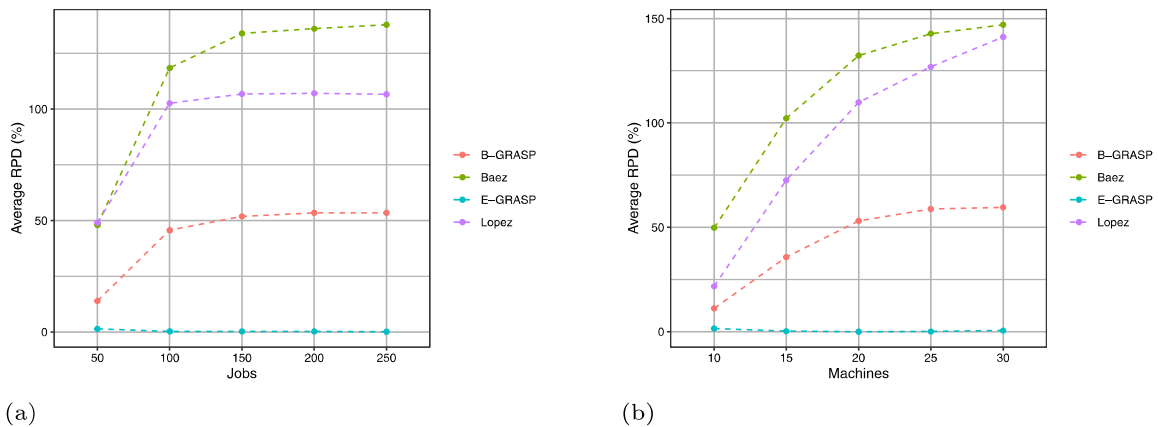 Average RPD (%)
100
50
0
50 100 150 200 250
Jobs
B−GRASP
Baez
E−GRASP
Lopez
(a)
Average RPD (%)
150
100
50
0
10 15 20 25 30
Machines
B−GRASP
Baez
E−GRASP
Lopez
(b)